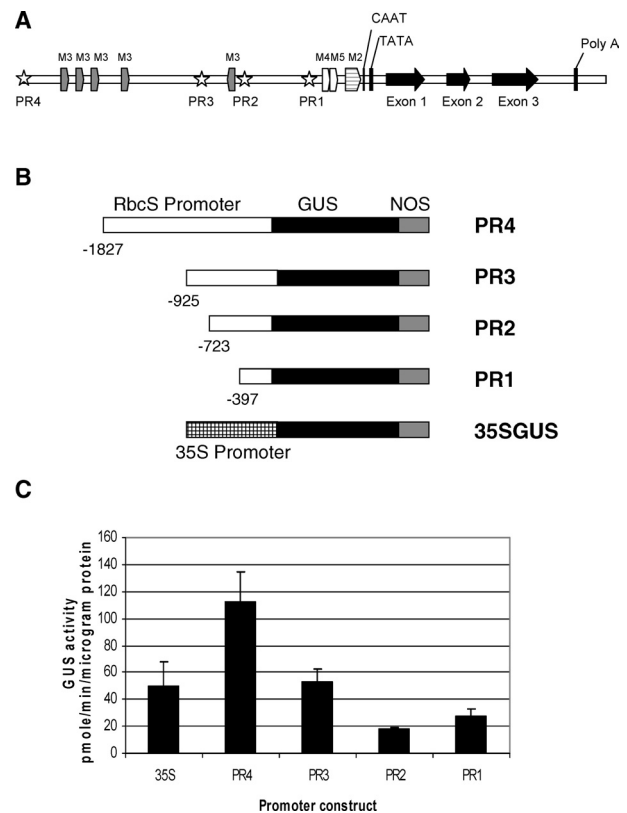 A
CAAT
TATA
M3 M3 M3 M3 M3 M4 M5 M2 Poly A
PR4 PR3 PR2 PR1 Exon 1 Exon 2 Exon 3
B
RbcS Promoter GUS NOS
PR4
-1827
PR3
-925
PR2
-723
PR1
-397
35SGUS
35S Promoter
C
GUS activity
pmole/min/microgram protein
160
140
120
100
80
60
40
20
0
35S PR4 PR3 PR2 PR1
Promoter construct